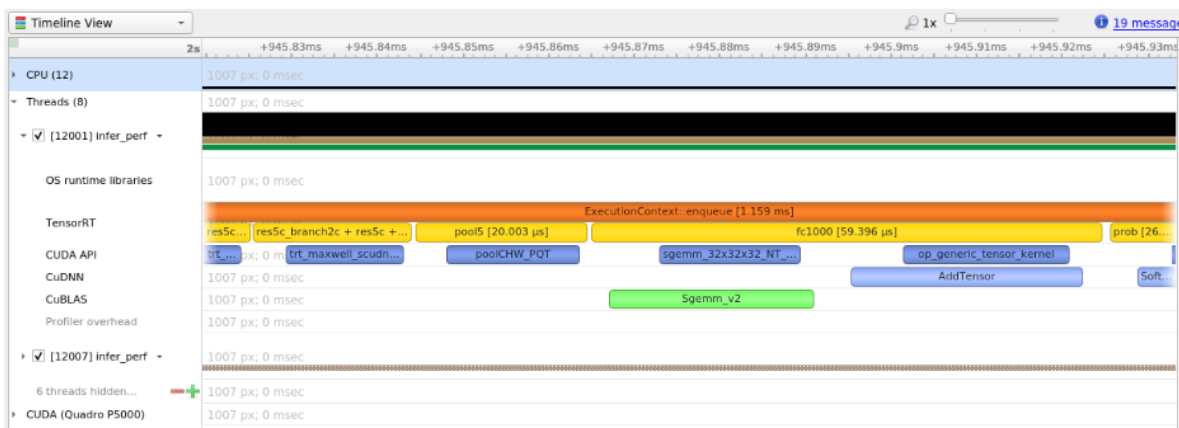 Timeline View
1x
19 message
2s
+945.83ms +945.84ms +945.85ms +945.86ms +945.87ms +945.88ms +945.89ms +945.9ms +945.91ms +945.92ms +945.93ms
CPU (12) 1007 px; 0 msec
Threads (8) 1007 px; 0 msec
[12001] infer_perf
OS runtime libraries 1007 px; 0 msec
ExecutionContext::enqueue [1.159 ms]
TensorRT
res5c... res5c_branch2c + res5c +... pool5 [20.003 µs] fc1000 [59.396 µs] prob [26....
CUDA API trt_... px; 0 m trt_maxwell_scudn... poolCHW_PQT sgemm_32x32x32_NT_... op_generic_tensor_kernel
CuDNN 1007 px; 0 msec AddTensor Soft...
CuBLAS 1007 px; 0 msec Sgemm_v2
Profiler overhead 1007 px; 0 msec
[12007] infer_perf 1007 px; 0 msec
6 threads hidden... 1007 px; 0 msec
CUDA (Quadro P5000) 1007 px; 0 msec